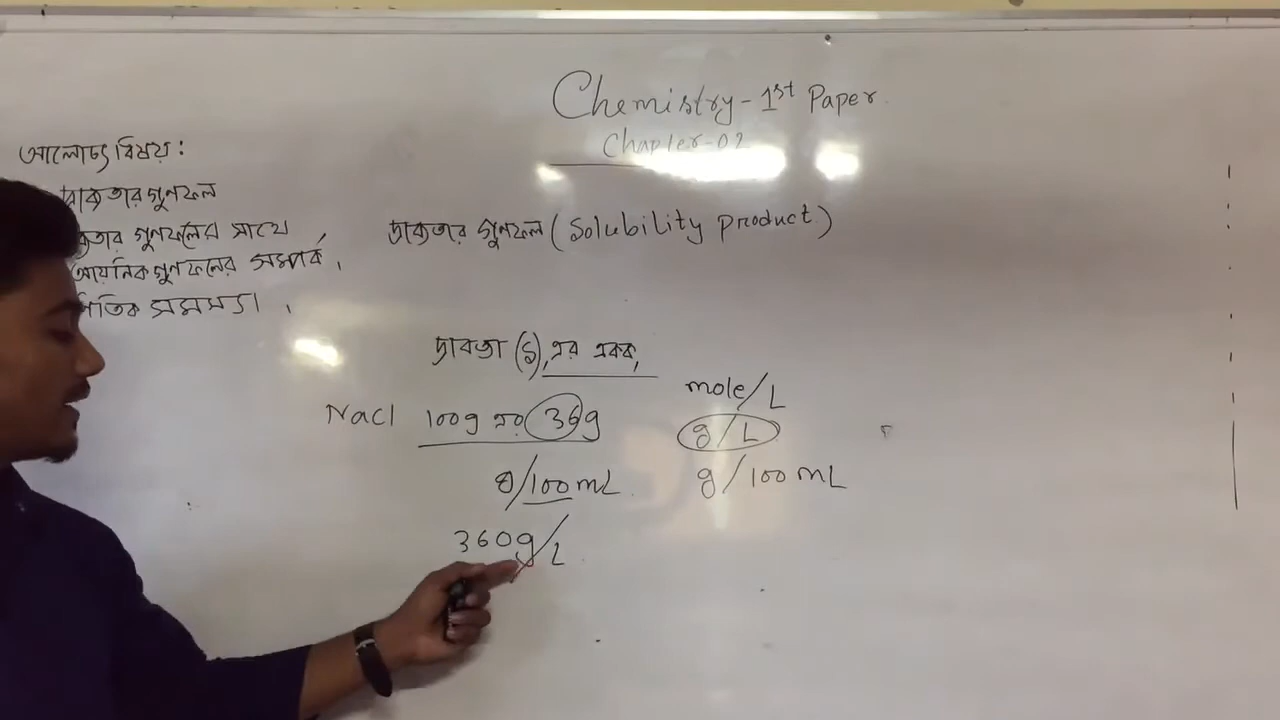 Chemistry - 1st Paper
Chapter-02
আলোচ্য বিষয় :
দ্রাব্যতার গুণফল
গুণফলের সাথে
আয়নিক গুণফলের সম্পর্ক ,
সমস্যা ,
দ্রাব্যতার গুণফল ( Solubility product )
দ্রাব্যতা (S), এর একক,
mole/L
NaCl 100g এর 36g
g/L
g/100 mL
g/100 mL
360g/L